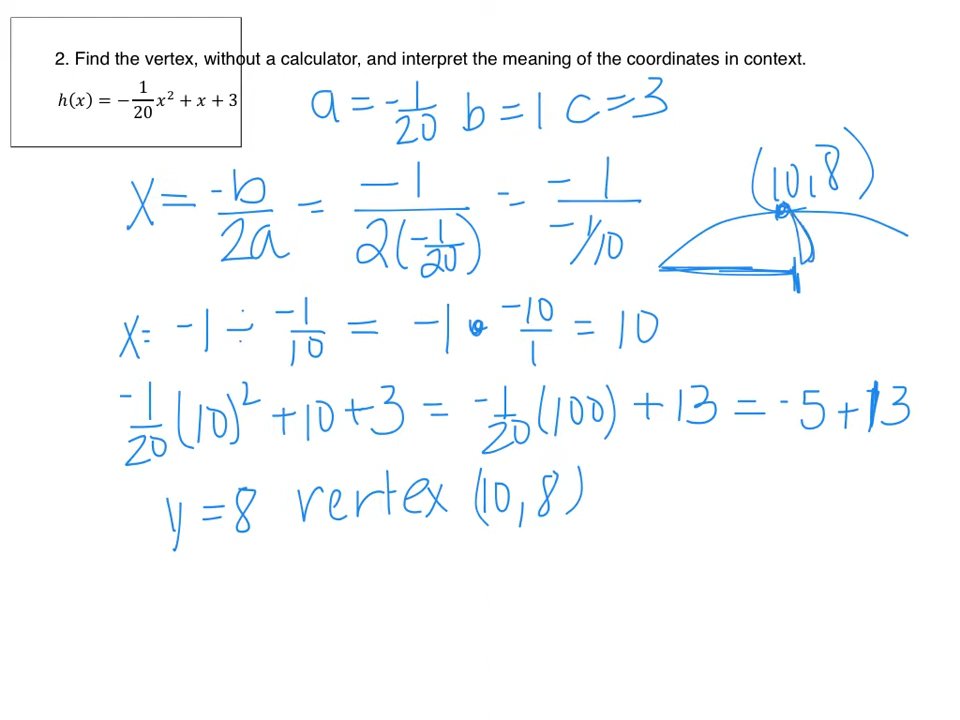 2. Find the vertex, without a calculator, and interpret the meaning of the coordinates in context.
h(x) = −1/20 x² + x + 3
a = -1/20 b = 1 c = 3
(10,8)
x = -b/2a = -1/2(-1/20) = -1/-1/10
x = -1 ÷ -1/10 = -1 • -10/1 = 10
-1/20 (10)² + 10 + 3 = -1/20 (100) + 13 = -5 + 13
y = 8 vertex (10,8)